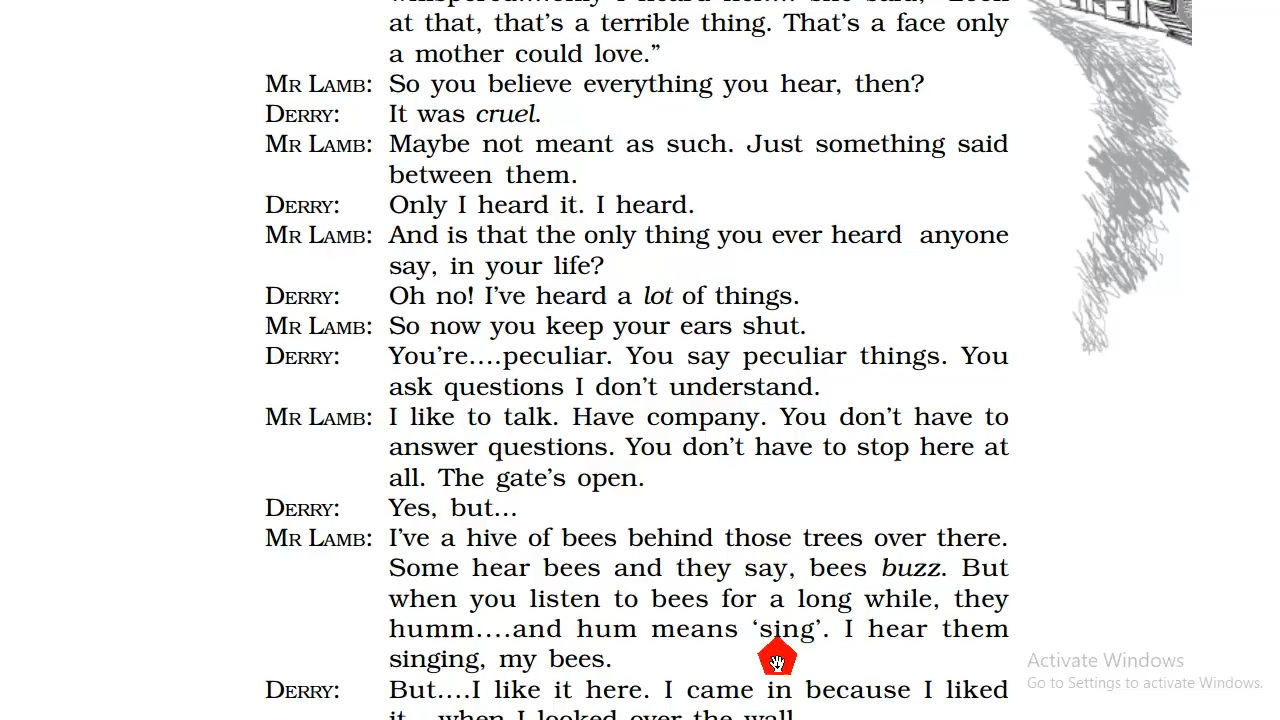 at that, that's a terrible thing. That's a face only
a mother could love."
MR LAMB: So you believe everything you hear, then?
DERRY: It was cruel.
MR LAMB: Maybe not meant as such. Just something said
between them.
DERRY: Only I heard it. I heard.
MR LAMB: And is that the only thing you ever heard anyone
say, in your life?
DERRY: Oh no! I've heard a lot of things.
MR LAMB: So now you keep your ears shut.
DERRY: You're....peculiar. You say peculiar things. You
ask questions I don't understand.
MR LAMB: I like to talk. Have company. You don't have to
answer questions. You don't have to stop here at
all. The gate's open.
DERRY: Yes, but...
MR LAMB: I've a hive of bees behind those trees over there.
Some hear bees and they say, bees buzz. But
when you listen to bees for a long while, they
humm....and hum means 'sing'. I hear them
singing, my bees.
DERRY: But....I like it here. I came in because I liked
it...when I looked over the wall.
Activate Windows
Go to Settings to activate Windows.